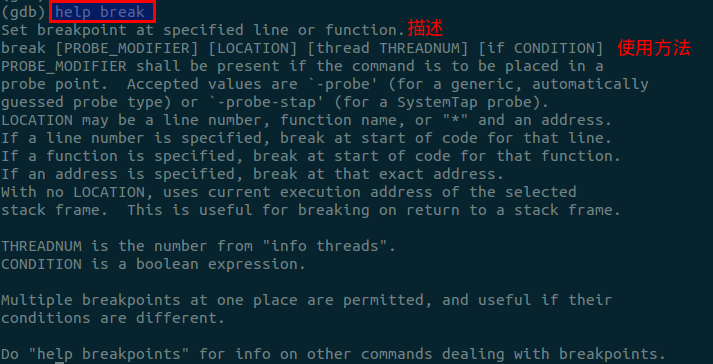 (gdb) help break
Set breakpoint at specified line or function.描述
break [PROBE_MODIFIER] [LOCATION] [thread THREADNUM] [if CONDITION] 使用方法
PROBE_MODIFIER shall be present if the command is to be placed in a
probe point.  Accepted values are `-probe' (for a generic, automatically
guessed probe type) or `-probe-stap' (for a SystemTap probe).
LOCATION may be a line number, function name, or "*" and an address.
If a line number is specified, break at start of code for that line.
If a function is specified, break at start of code for that function.
If an address is specified, break at that exact address.
With no LOCATION, uses current execution address of the selected
stack frame.  This is useful for breaking on return to a stack frame.
THREADNUM is the number from "info threads".
CONDITION is a boolean expression.
Multiple breakpoints at one place are permitted, and useful if their
conditions are different.
Do "help breakpoints" for info on other commands dealing with breakpoints.